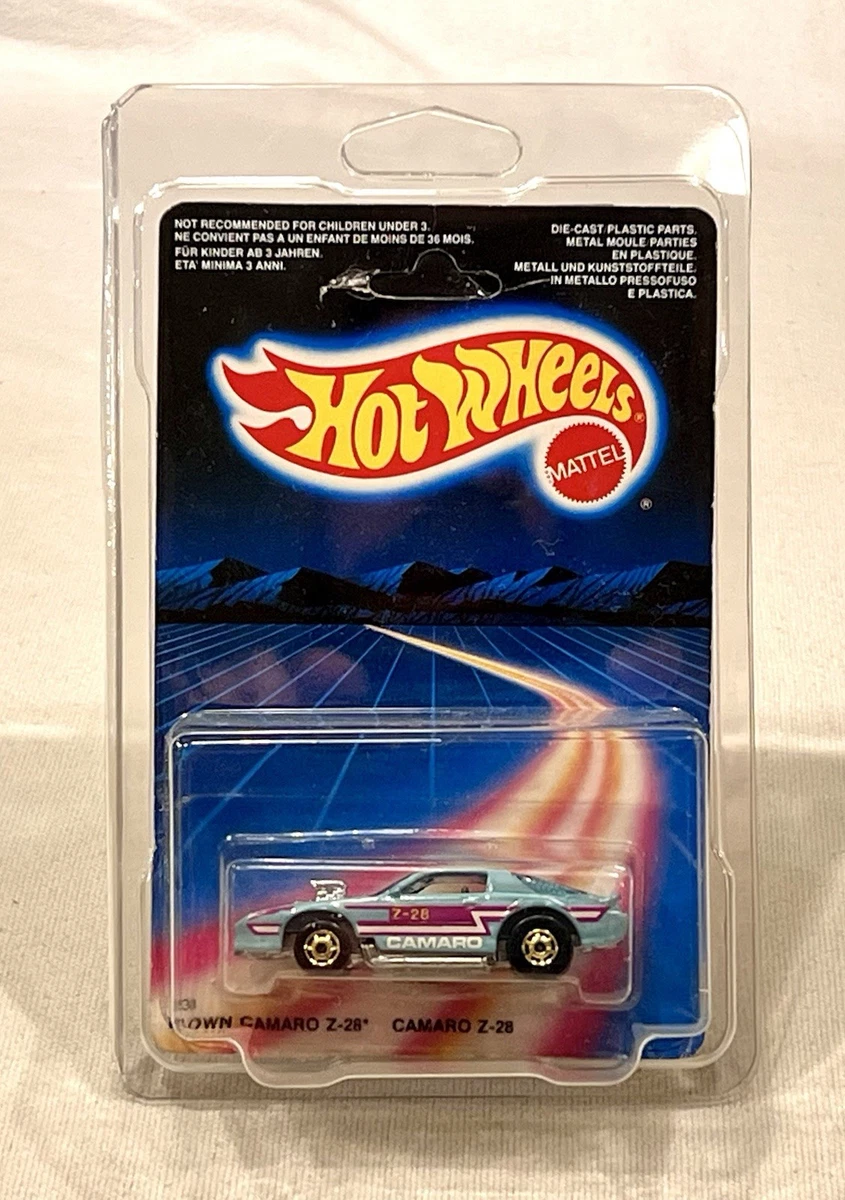 NOT RECOMMENDED FOR CHILDREN UNDER 3.
NE CONVIENT PAS A UN ENFANT DE MOINS DE 36 MOIS.
FÜR KINDER AB 3 JAHREN.
ETA' MINIMA 3 ANNI.
DIE-CAST/PLASTIC PARTS.
METAL MOULE PARTIES
EN PLASTIQUE.
METALL UND KUNSTSTOFFTEILE.
IN METALLO PRESSOFUSO
E PLASTICA.
HOT WHEELS®
MATTEL
®
Z-28
CAMARO
CAMARO Z-28* CAMARO Z-28